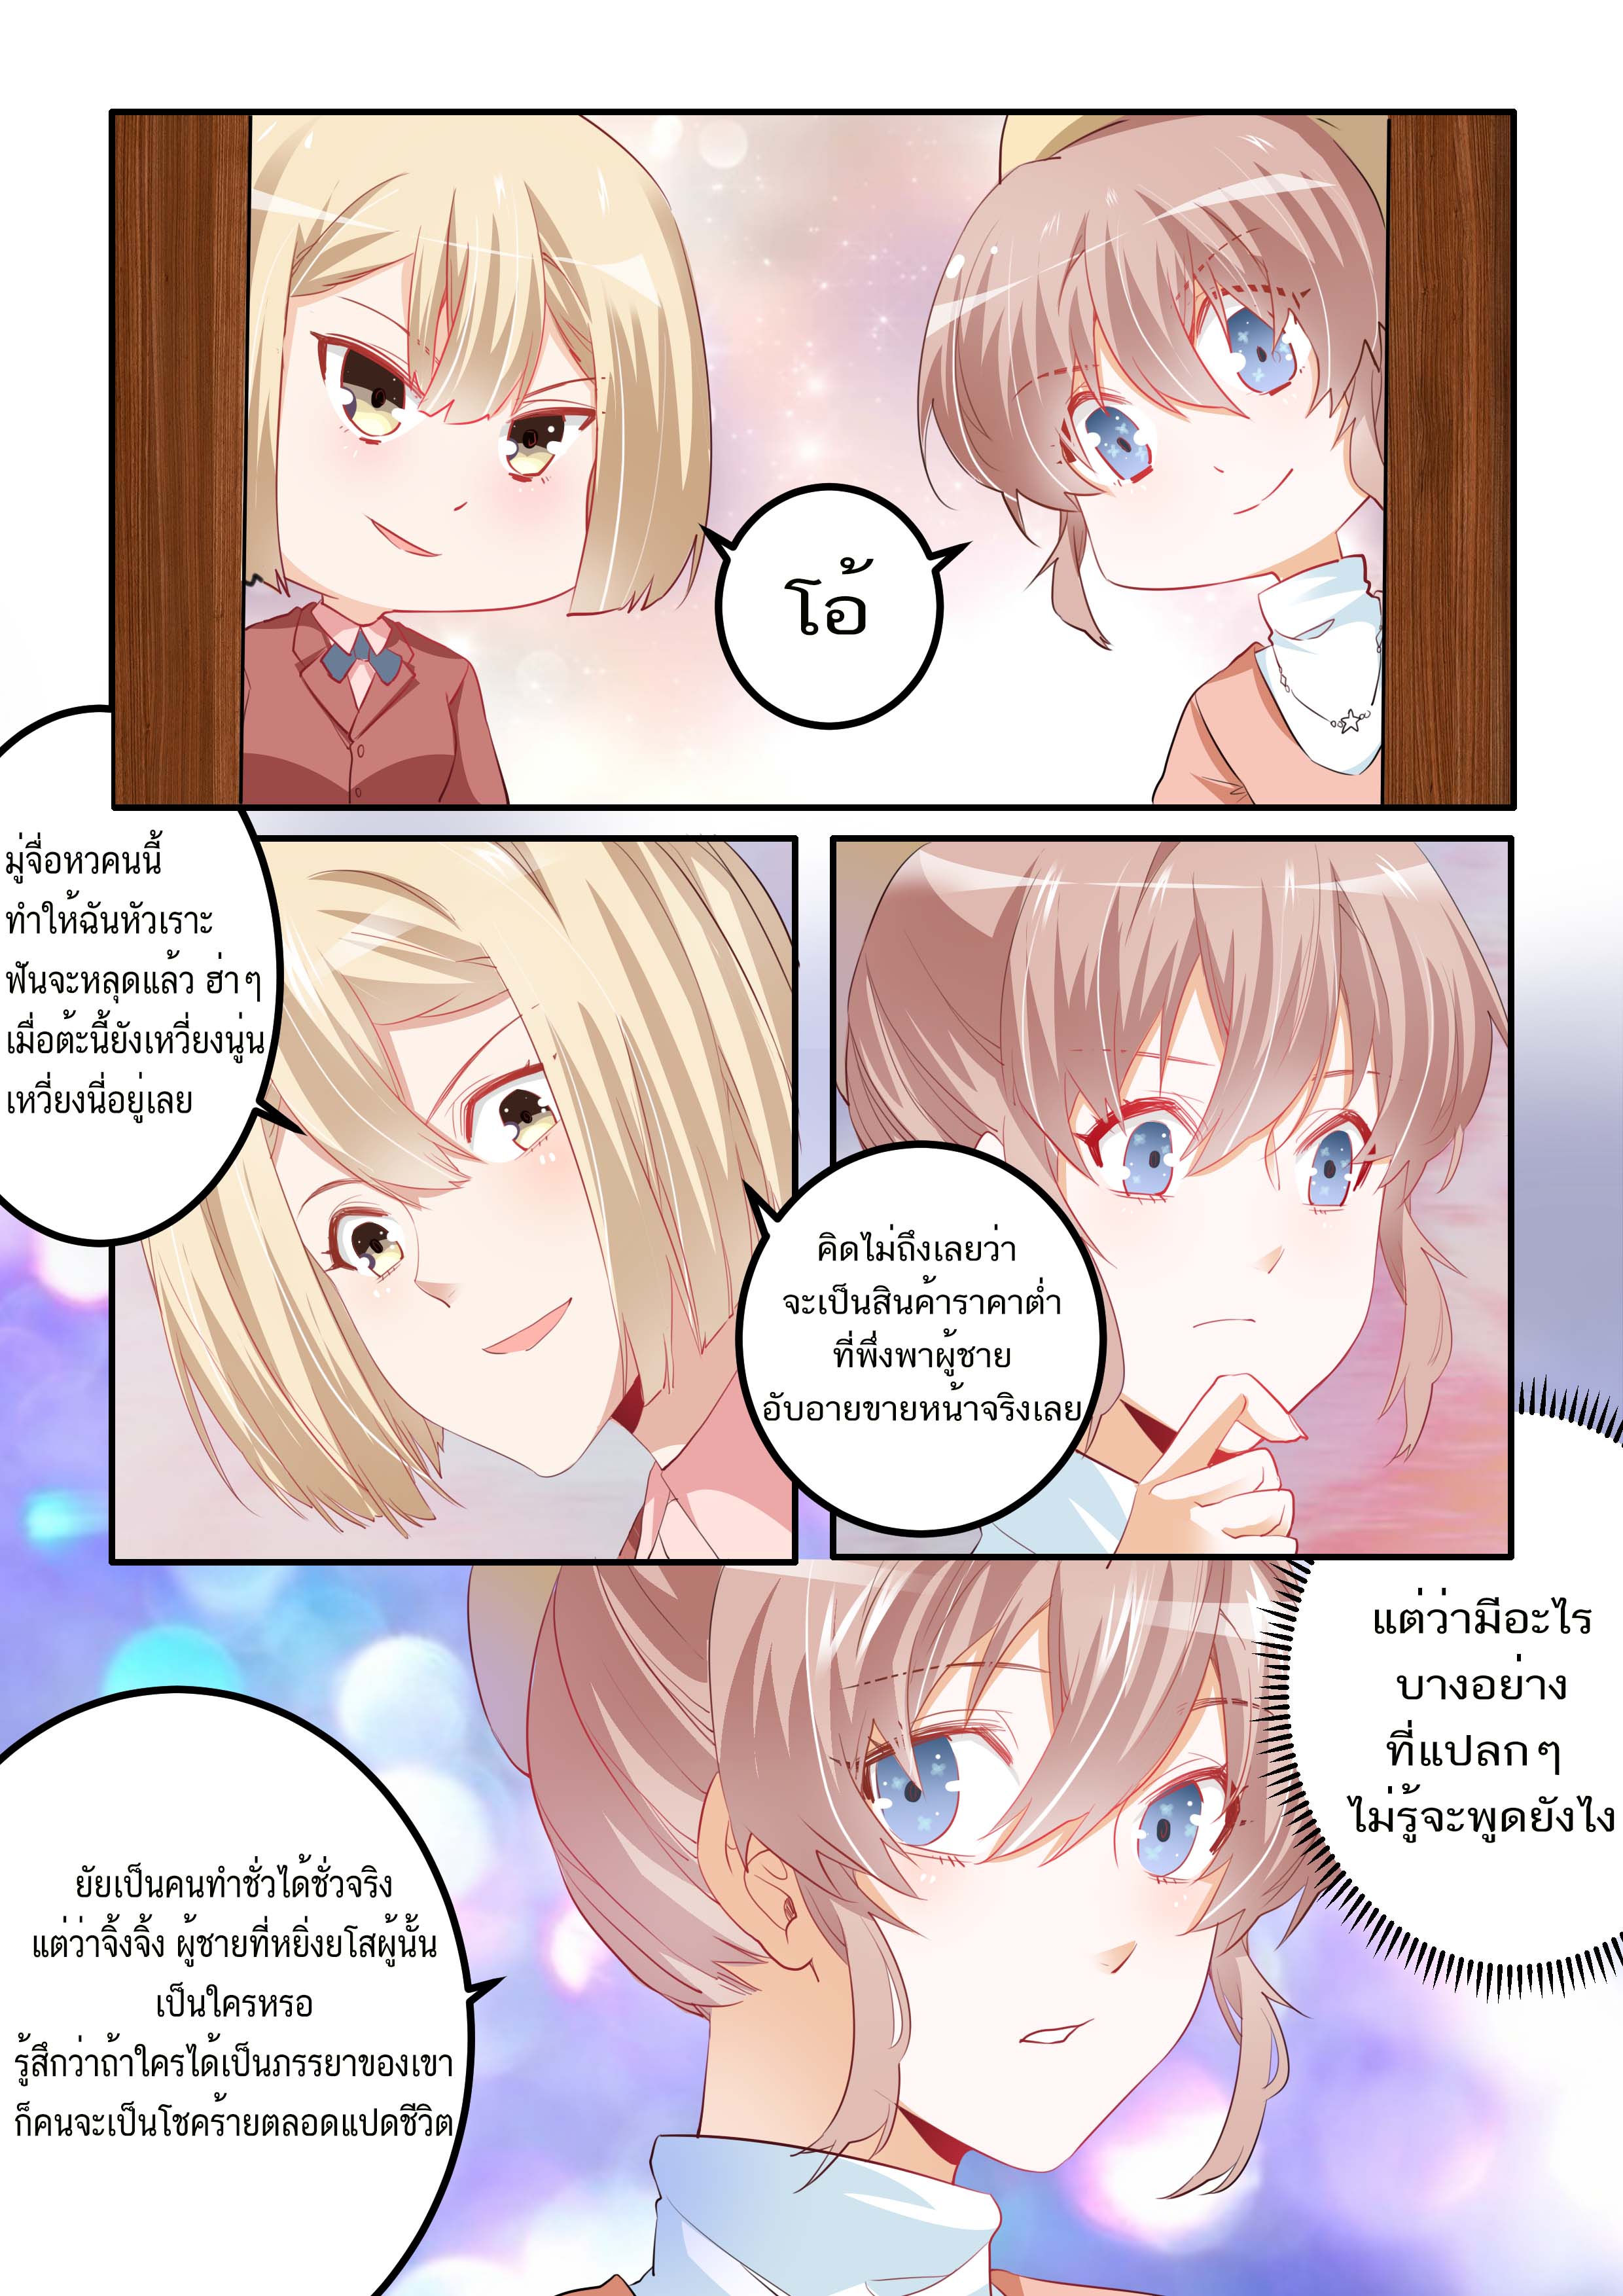 โอ้
มู่จื่อหวคนนี้
ทำให้ฉันหัวเราะ
ฟันจะหลุดแล้ว ฮ่าๆ
เมื่อต้ะนี้ยังเหวี่ยงนู่น
เหวี่ยงนี่อยู่เลย
คิดไม่ถึงเลยว่า
จะเป็นสินค้าราคาต่ำ
ที่พึ่งพาผู้ชาย
อับอายขายหน้าจริงเลย
แต่ว่ามีอะไร
บางอย่าง
ที่แปลกๆ
ไม่รู้จะพูดยังไง
ยัยเป็นคนทำชั่วได้ชั่วจริง
แต่ว่าจิ้งจิ้ง ผู้ชายที่หยิ่งยโสผู้นั้น
เป็นใครหรอ
รู้สึกว่าถ้าใครได้เป็นภรรยาของเขา
ก็คนจะเป็นโชคร้ายตลอดแปดชีวิต